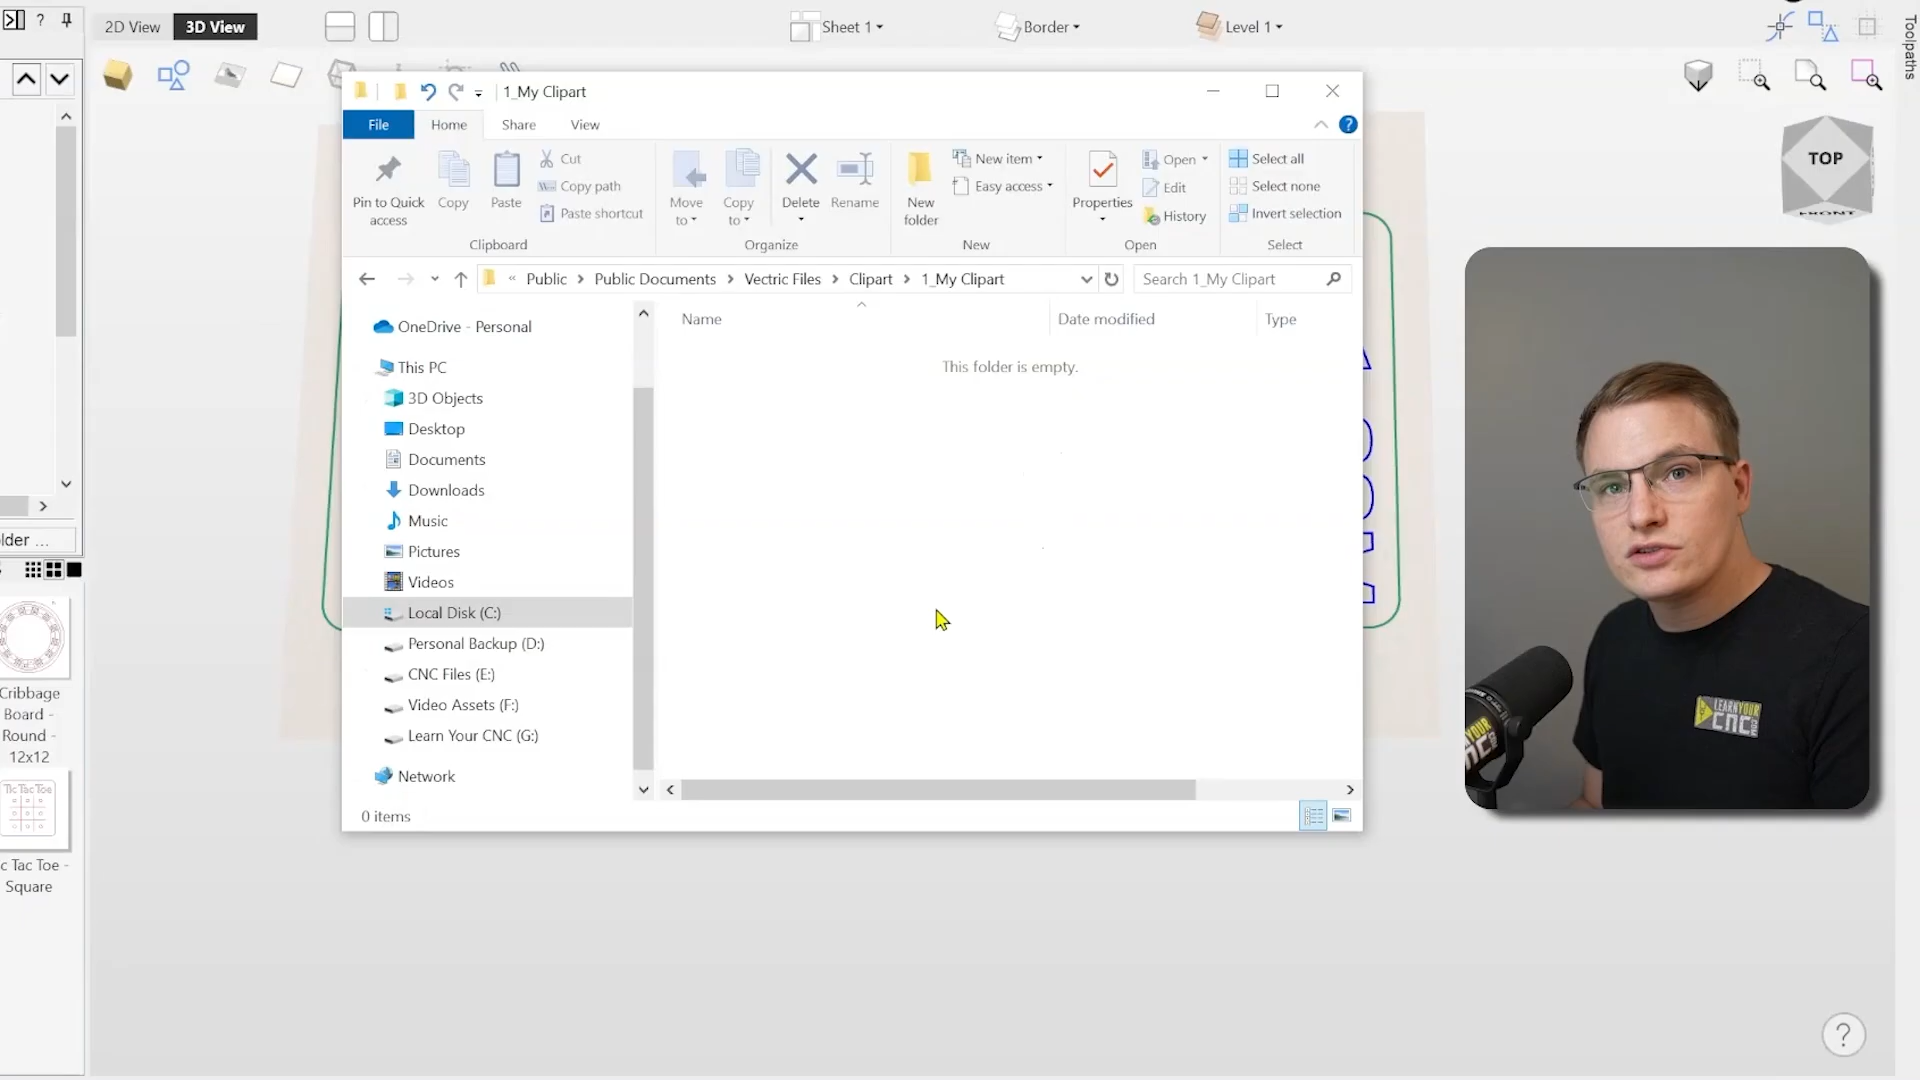 ?
2D View
3D View
Sheet 1
Border
Level 1
Toolpaths
TOP
FRONT
1_My Clipart
File
Home
Share
View
?
Pin to Quick access
Copy
Paste
Cut
Copy path
Paste shortcut
Clipboard
Move to
Copy to
Delete
Rename
Organize
New folder
New item
Easy access
New
Properties
Open
Edit
History
Open
Select all
Select none
Invert selection
Select
« Public > Public Documents > Vectric Files > Clipart > 1_My Clipart
Search 1_My Clipart
OneDrive - Personal
This PC
3D Objects
Desktop
Documents
Downloads
Music
Pictures
Videos
Local Disk (C:)
Personal Backup (D:)
CNC Files (E:)
Video Assets (F:)
Learn Your CNC (G:)
Network
Name
Date modified
Type
This folder is empty.
0 items
lder ...
Cribbage
Board -
Round -
12x12
Tic Tac Toe
c Tac Toe -
Square
LEARNYOUR
CNC
?